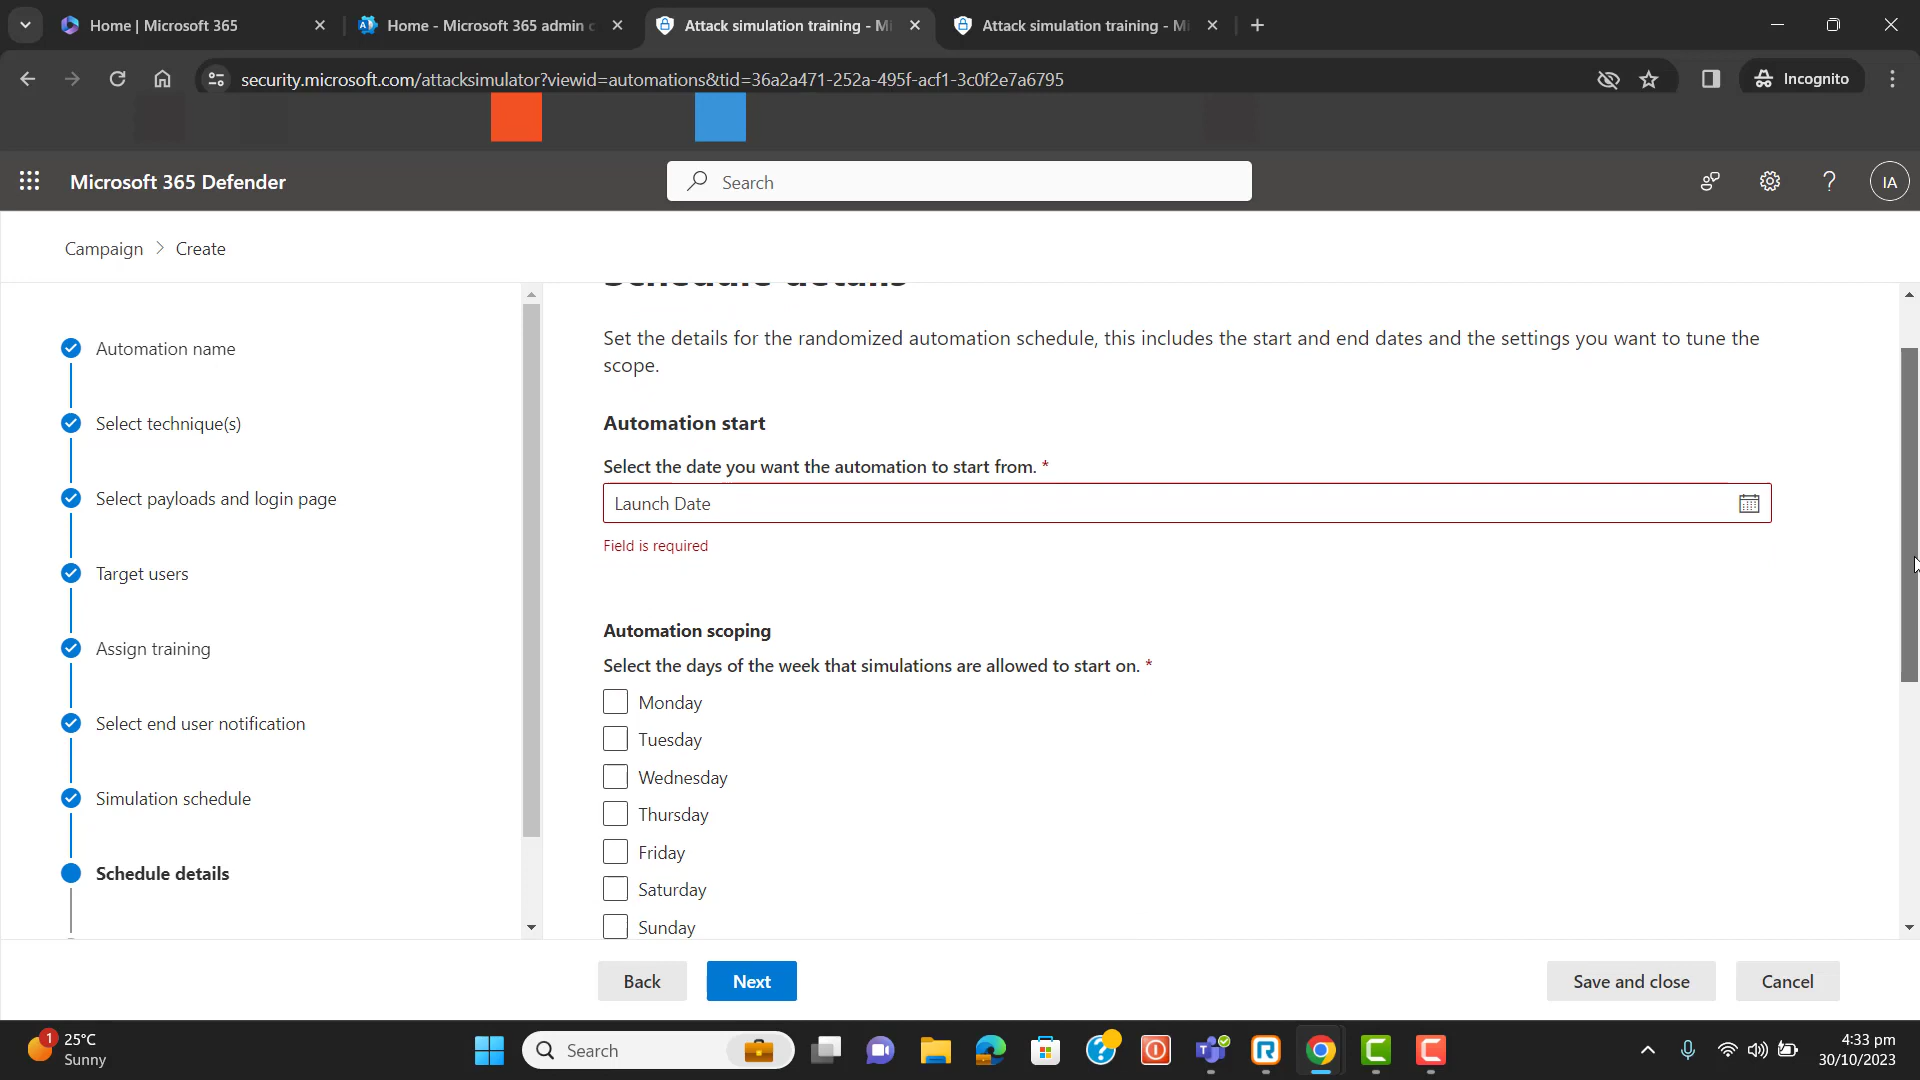 Home | Microsoft 365
Home - Microsoft 365 admin c
Attack simulation training - Mi
Attack simulation training - Mi
security.microsoft.com/attacksimulator?viewid=automations&tid=36a2a471-252a-495f-acf1-3c0f2e7a6795
Incognito
Microsoft 365 Defender
Search
IA
Campaign > Create
Automation name
Select technique(s)
Select payloads and login page
Target users
Assign training
Select end user notification
Simulation schedule
Schedule details
Schedule details
Set the details for the randomized automation schedule, this includes the start and end dates and the settings you want to tune the
scope.
Automation start
Select the date you want the automation to start from. *
Launch Date
Field is required
Automation scoping
Select the days of the week that simulations are allowed to start on. *
Monday
Tuesday
Wednesday
Thursday
Friday
Saturday
Sunday
Back
Next
Save and close
Cancel
1
25°C
Sunny
Search
4:33 pm
30/10/2023